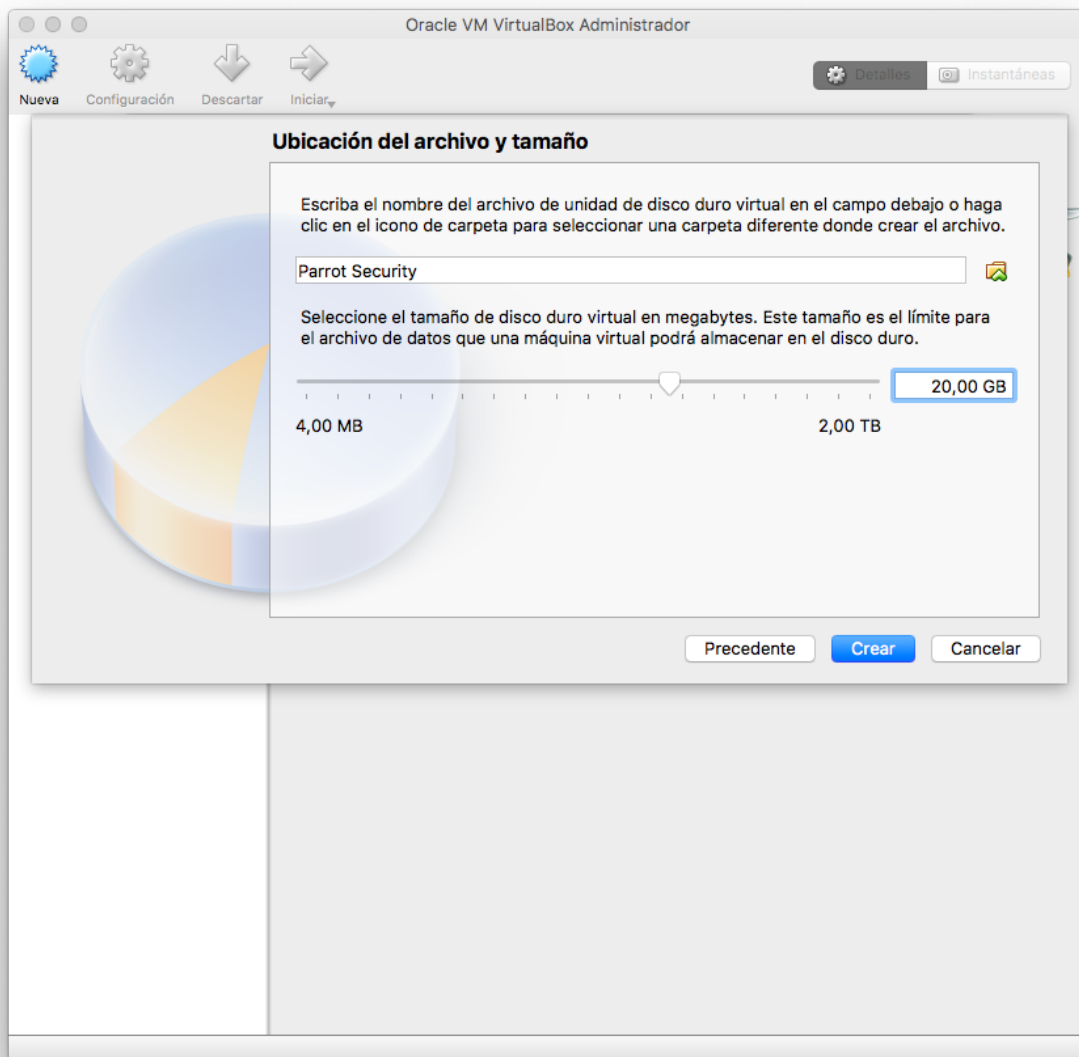 Oracle VM VirtualBox Administrador
Nueva
Configuración
Descartar
Iniciar
Detalles
Instantáneas
Ubicación del archivo y tamaño
Escriba el nombre del archivo de unidad de disco duro virtual en el campo debajo o haga
clic en el icono de carpeta para seleccionar una carpeta diferente donde crear el archivo.
Parrot Security
Seleccione el tamaño de disco duro virtual en megabytes. Este tamaño es el límite para
el archivo de datos que una máquina virtual podrá almacenar en el disco duro.
20,00 GB
4,00 MB
2,00 TB
Precedente
Crear
Cancelar